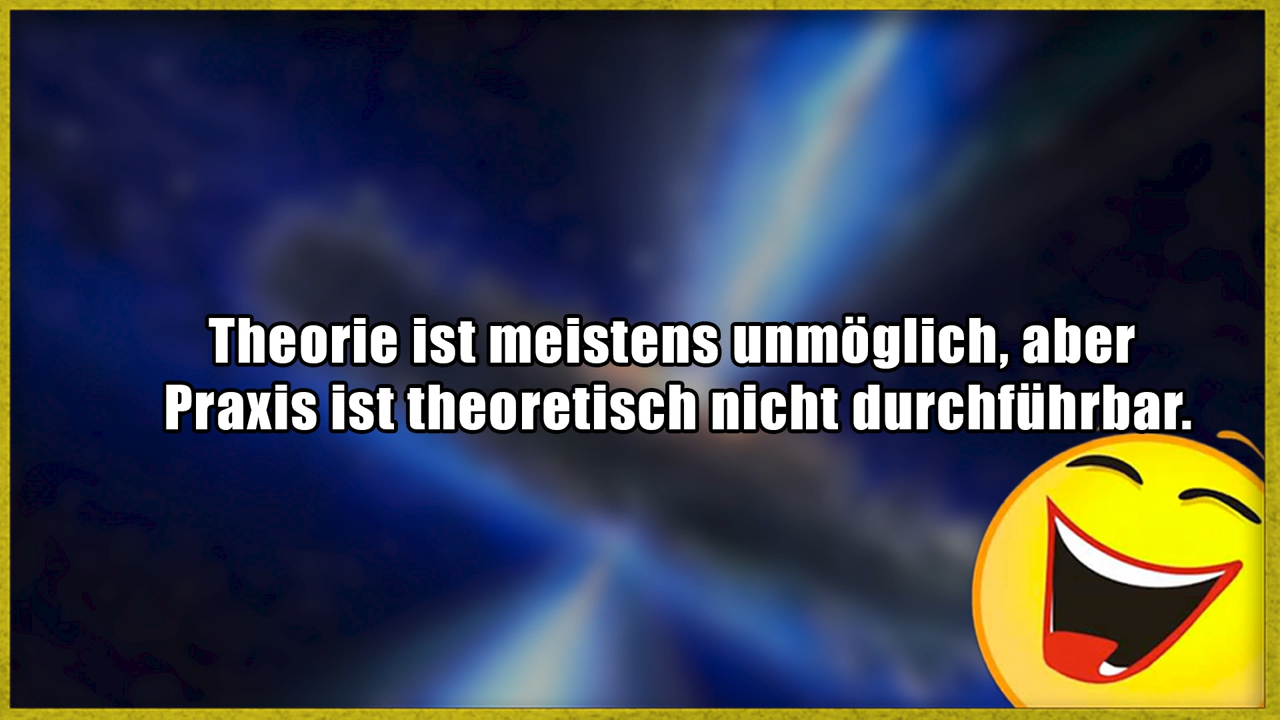 Theorie ist meistens unmöglich, aber
Praxis ist theoretisch nicht durchführbar.